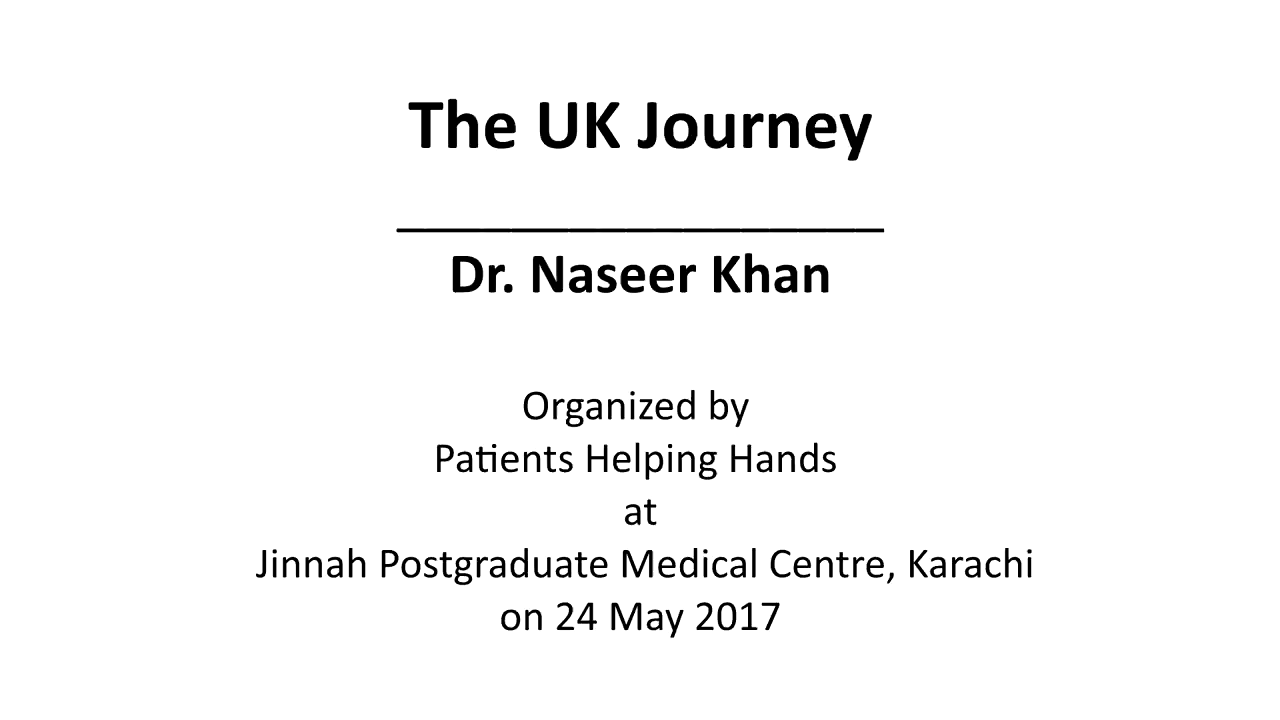 The UK Journey
Dr. Naseer Khan
Organized by
Patients Helping Hands
at
Jinnah Postgraduate Medical Centre, Karachi
on 24 May 2017